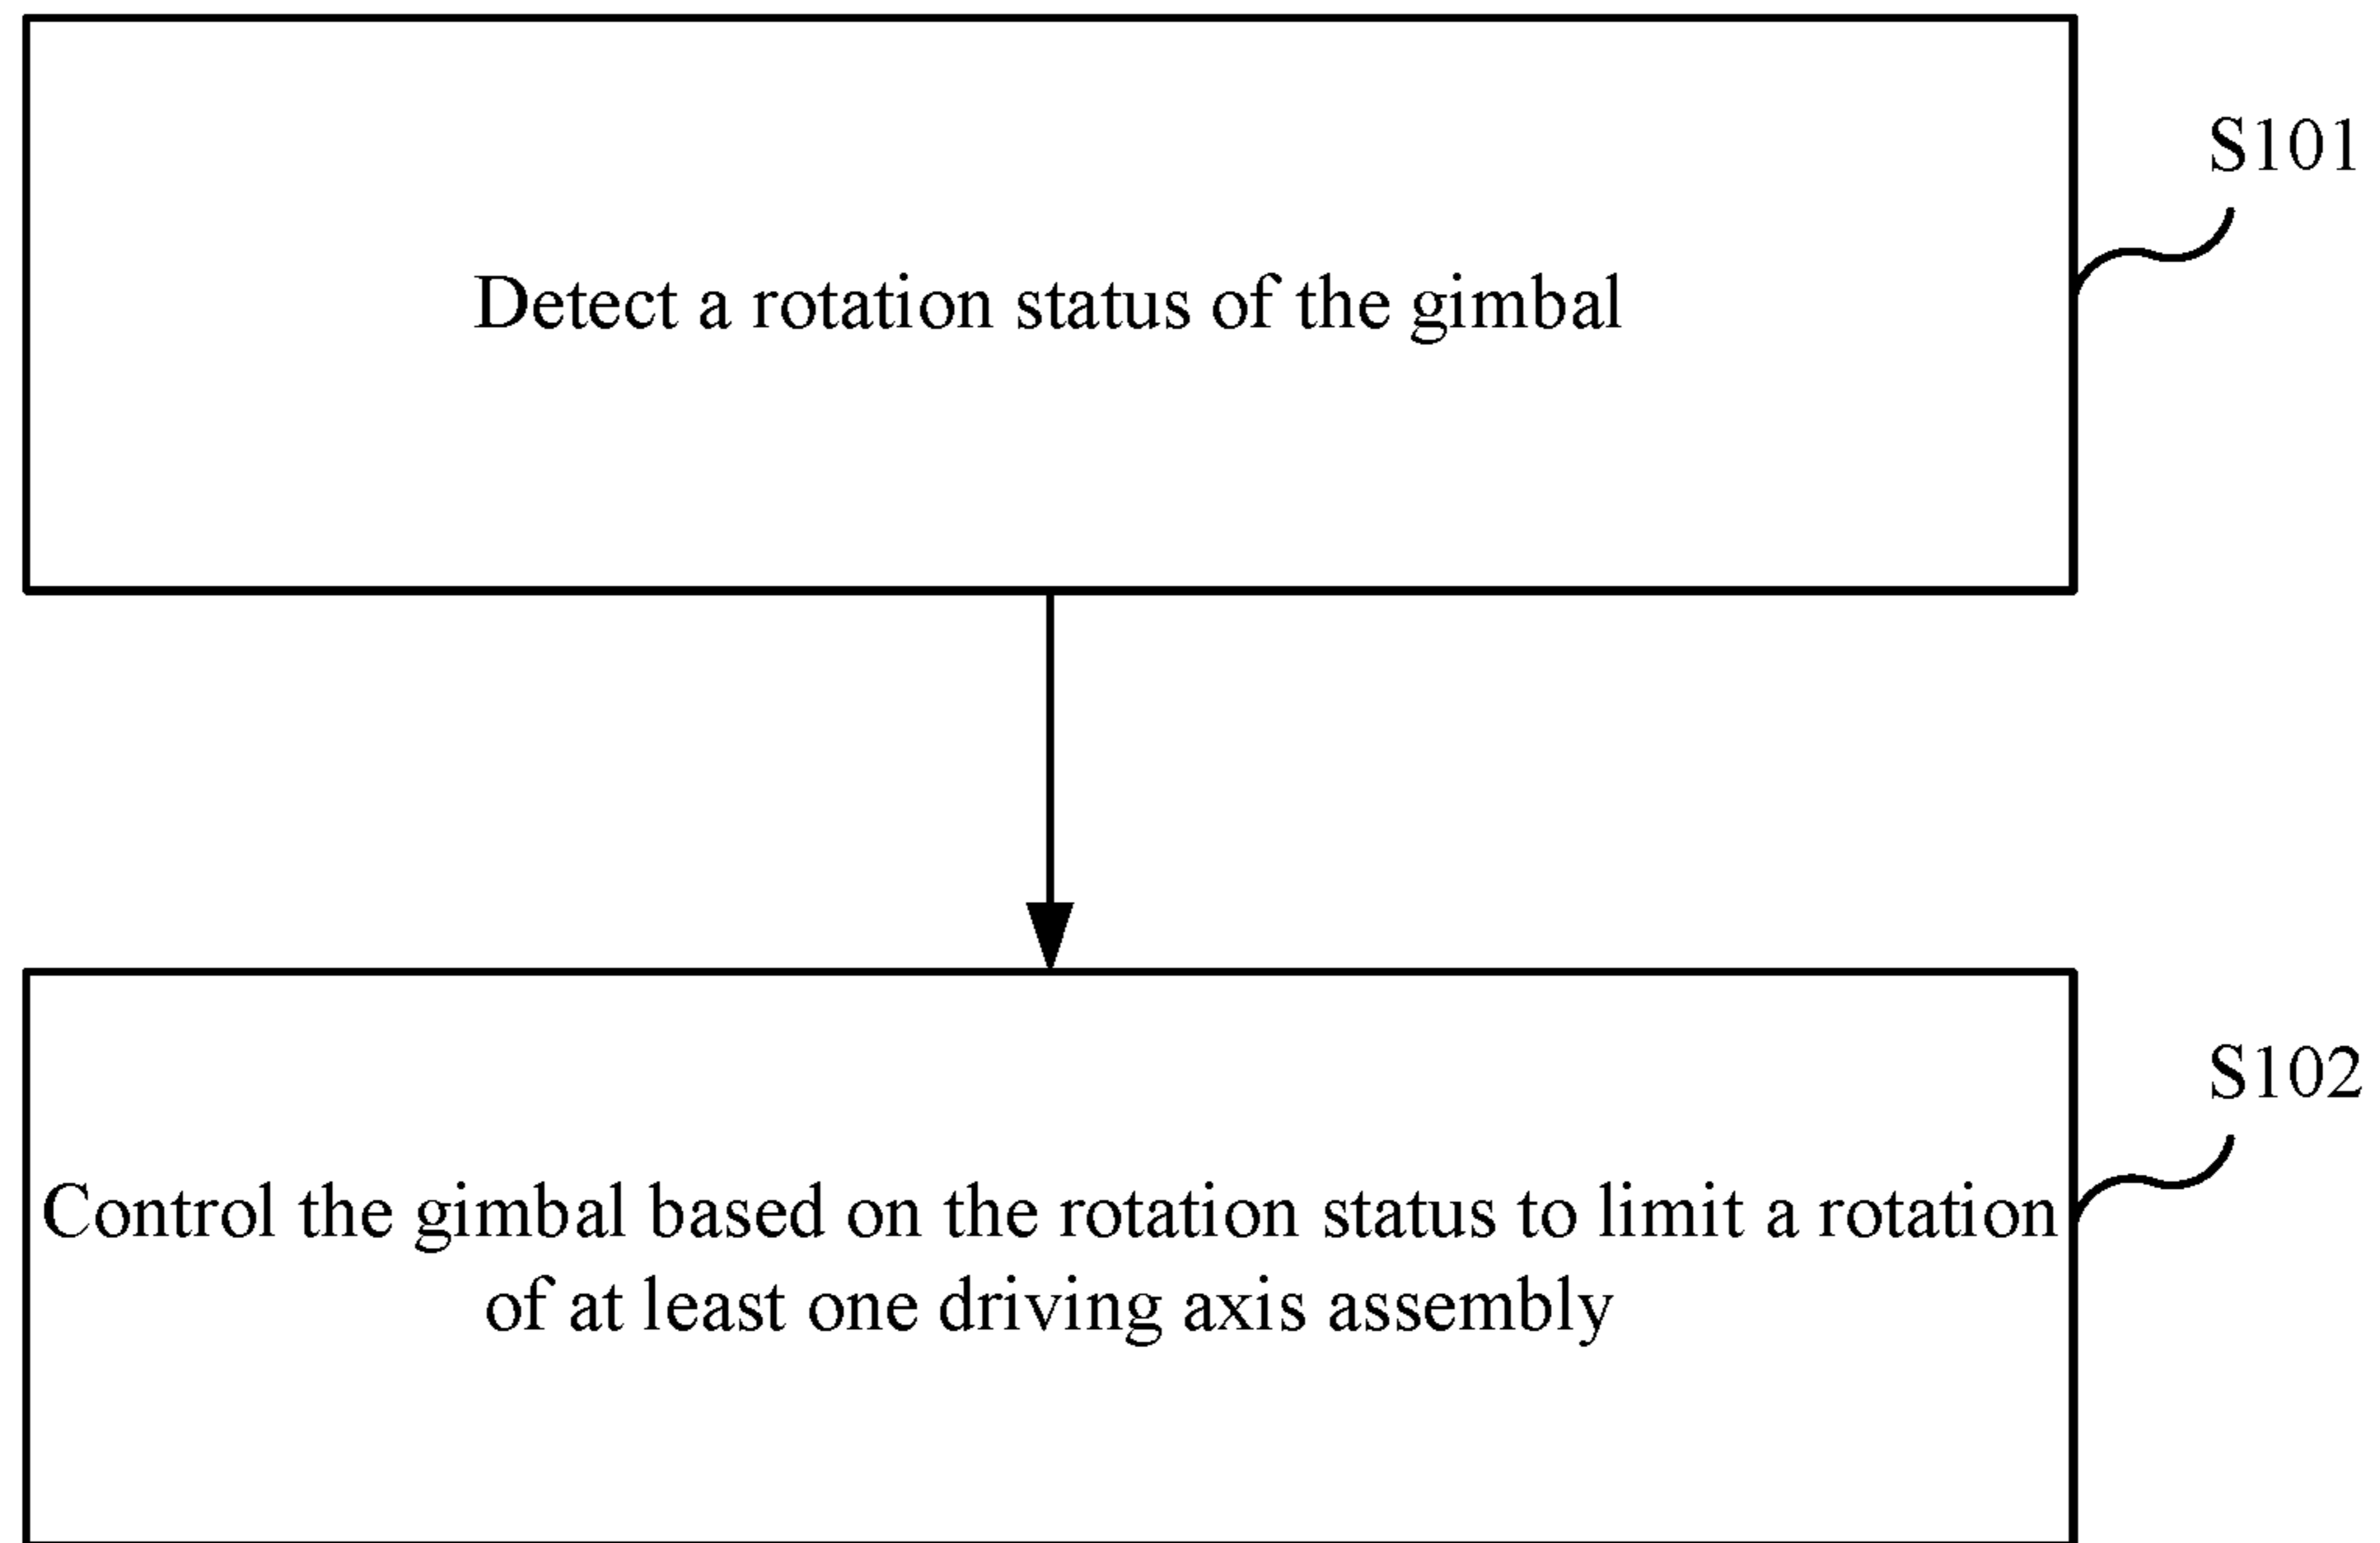 S101
Detect a rotation status of the gimbal
S102
Control the gimbal based on the rotation status to limit a rotation
of at least one driving axis assembly